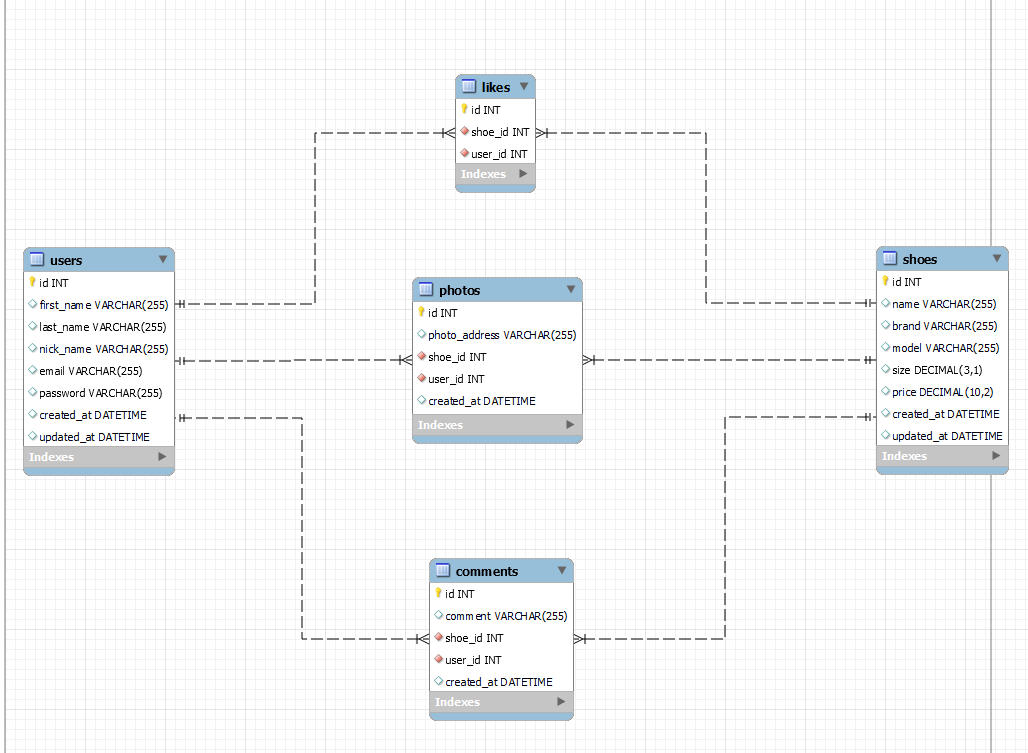 likes
id INT
shoe_id INT
user_id INT
Indexes
users
id INT
first_name VARCHAR(255)
last_name VARCHAR(255)
nick_name VARCHAR(255)
email VARCHAR(255)
password VARCHAR(255)
created_at DATETIME
updated_at DATETIME
Indexes
photos
id INT
photo_address VARCHAR(255)
shoe_id INT
user_id INT
created_at DATETIME
Indexes
shoes
id INT
name VARCHAR(255)
brand VARCHAR(255)
model VARCHAR(255)
size DECIMAL(3,1)
price DECIMAL(10,2)
created_at DATETIME
updated_at DATETIME
Indexes
comments
id INT
comment VARCHAR(255)
shoe_id INT
user_id INT
created_at DATETIME
Indexes